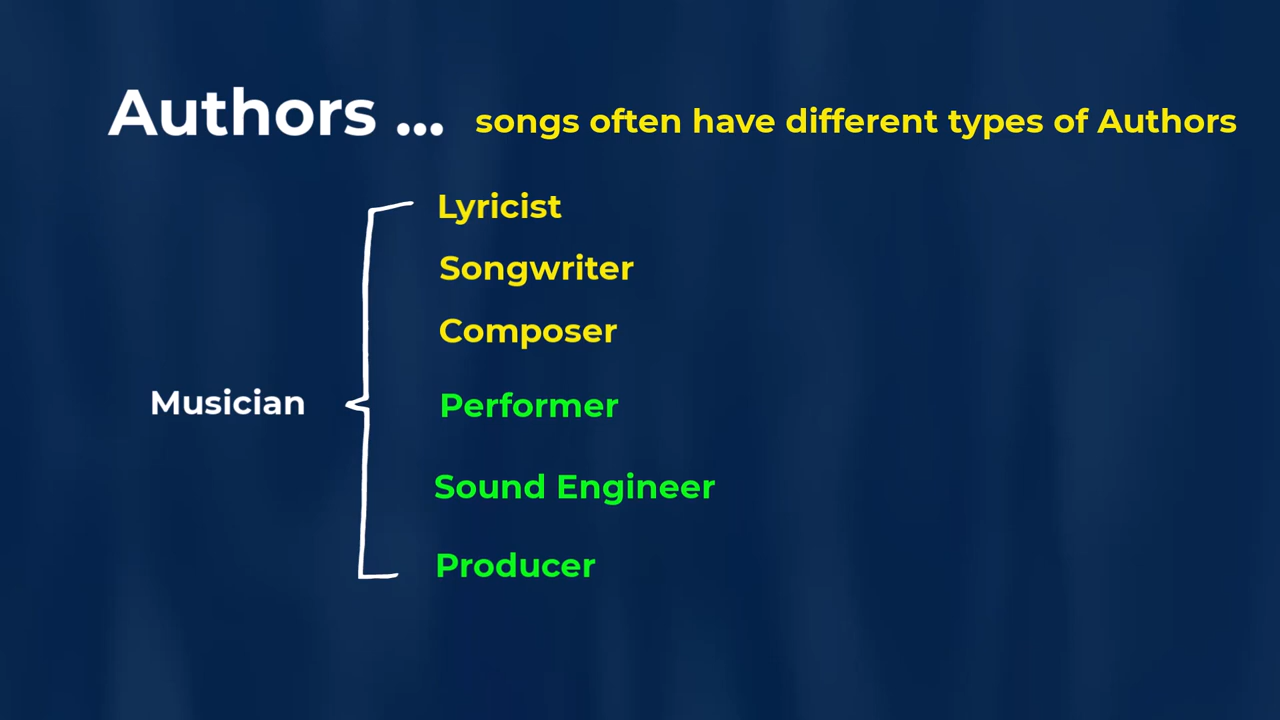 Authors ... songs often have different types of Authors
Lyricist
Songwriter
Composer
Musician
Performer
Sound Engineer
Producer